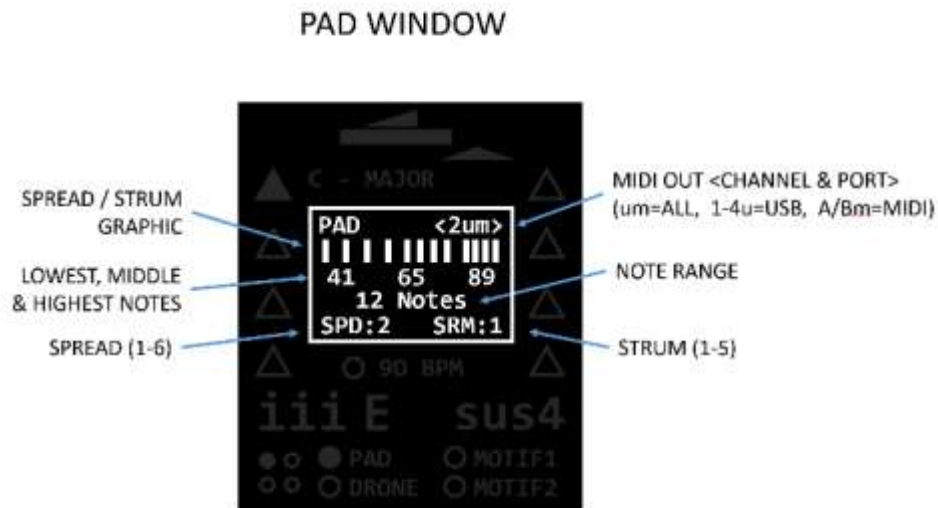 PAD WINDOW
C - MAJOR
SPREAD / STRUM
GRAPHIC
MIDI OUT <CHANNEL & PORT>
(um=ALL, 1-4u=USB, A/Bm=MIDI)
PAD <2um>
LOWEST, MIDDLE
& HIGHEST NOTES
41 65 89
NOTE RANGE
12 Notes
SPREAD (1-6)
SPD:2 SRM:1
STRUM (1-5)
90 BPM
iii E sus4
PAD MOTIF1
DRONE MOTIF2